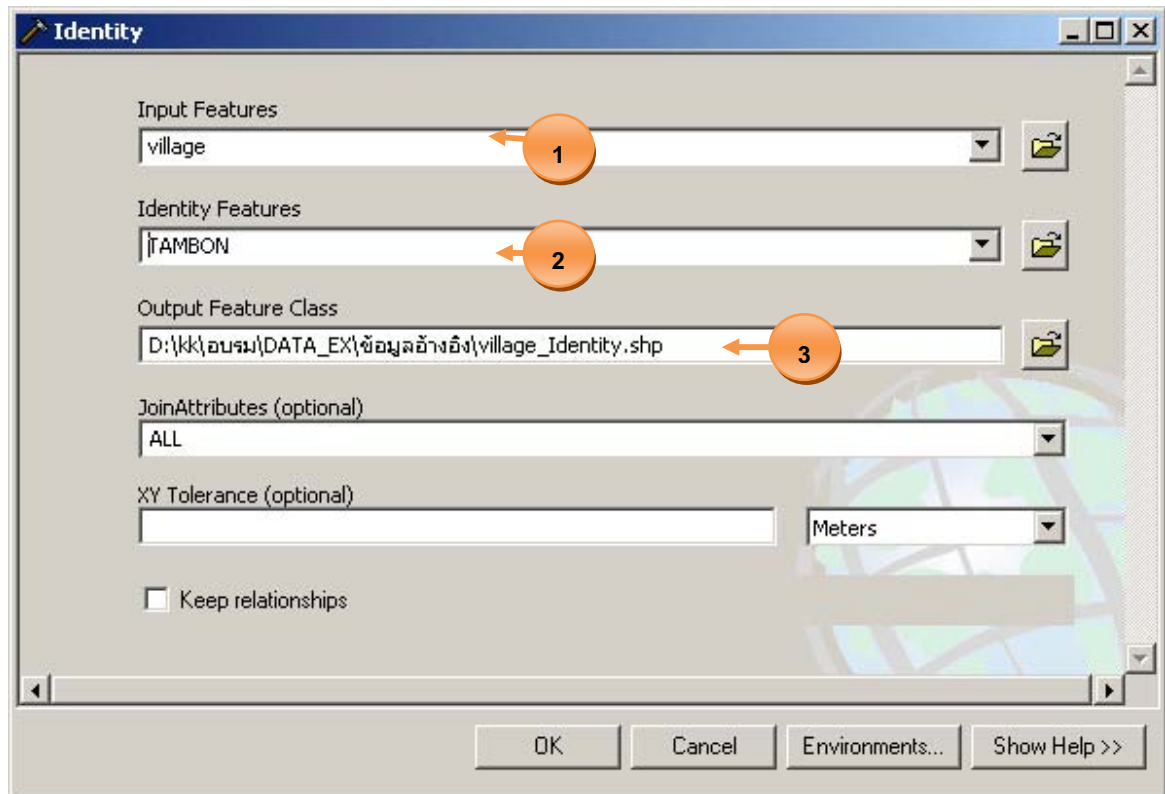 Identity
Input Features
village
1
Identity Features
TAMBON
2
Output Feature Class
D:\kk\อบรม\DATA_EX\ข้อมูลอ้างอิง\village_Identity.shp
3
JoinAttributes (optional)
ALL
XY Tolerance (optional)
Meters
Keep relationships
OK
Cancel
Environments...
Show Help >>